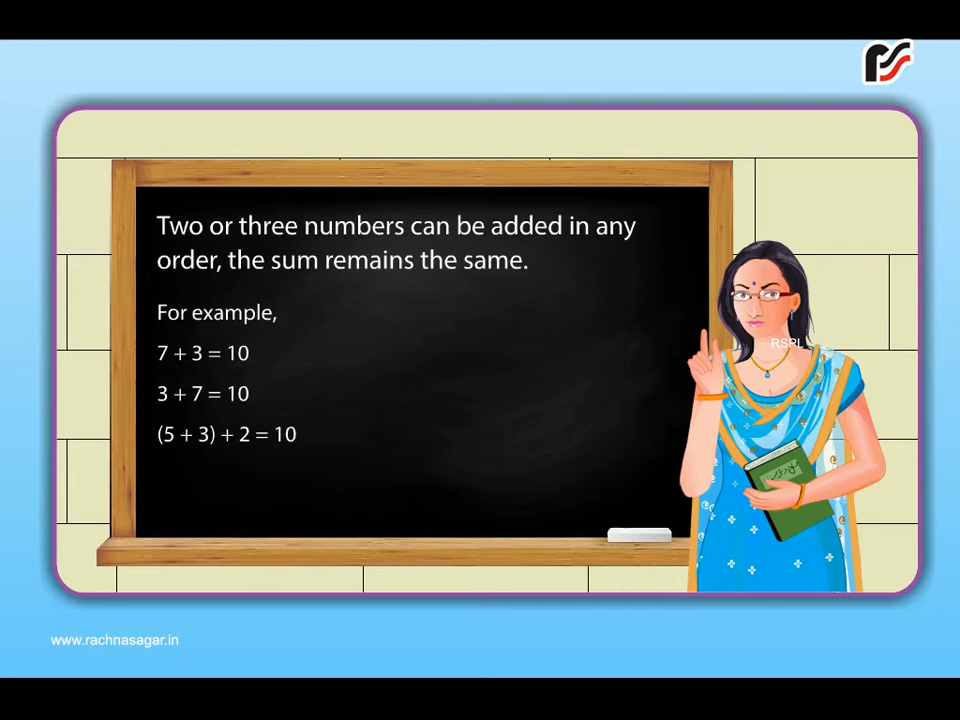 Two or three numbers can be added in any
order, the sum remains the same.
For example,
7 + 3 = 10
3 + 7 = 10
(5 + 3) + 2 = 10
RSPL
www.rachnasagar.in